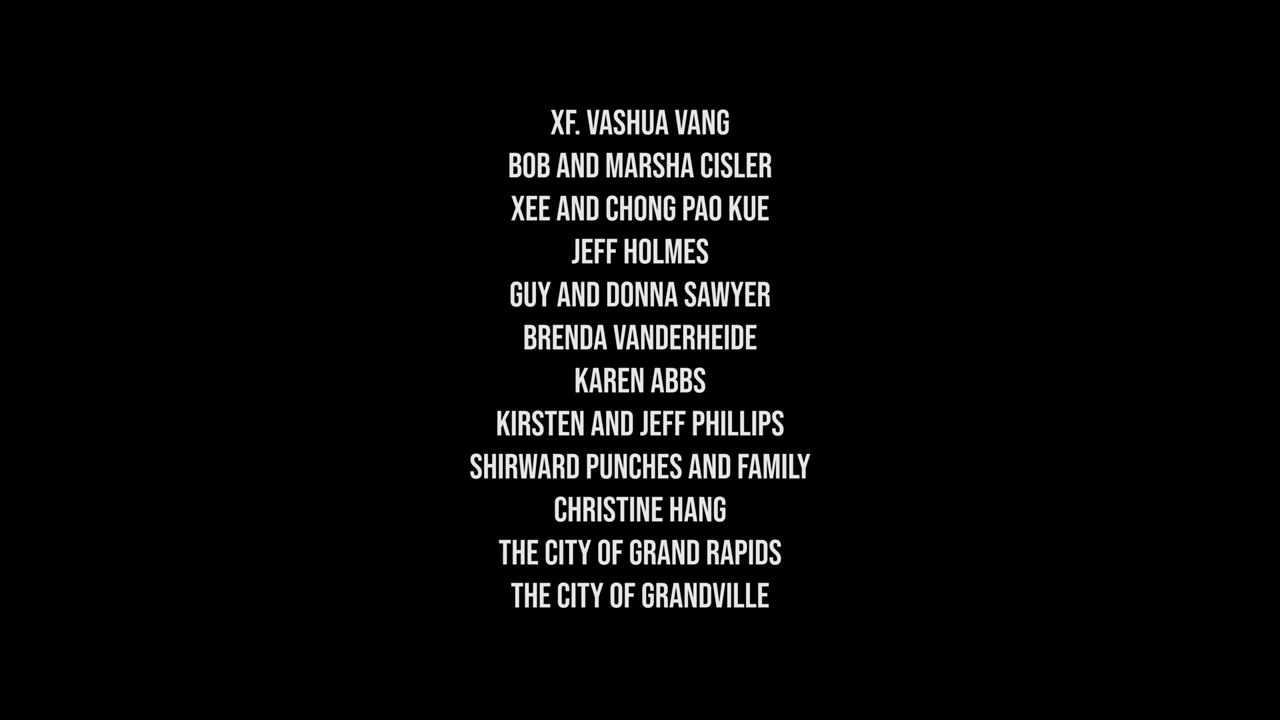 XF. VASHUA VANG
BOB AND MARSHA CISLER
XEE AND CHONG PAO KUE
JEFF HOLMES
GUY AND DONNA SAWYER
BRENDA VANDERHEIDE
KAREN ABBS
KIRSTEN AND JEFF PHILLIPS
SHIRWARD PUNCHES AND FAMILY
CHRISTINE HANG
THE CITY OF GRAND RAPIDS
THE CITY OF GRANDVILLE